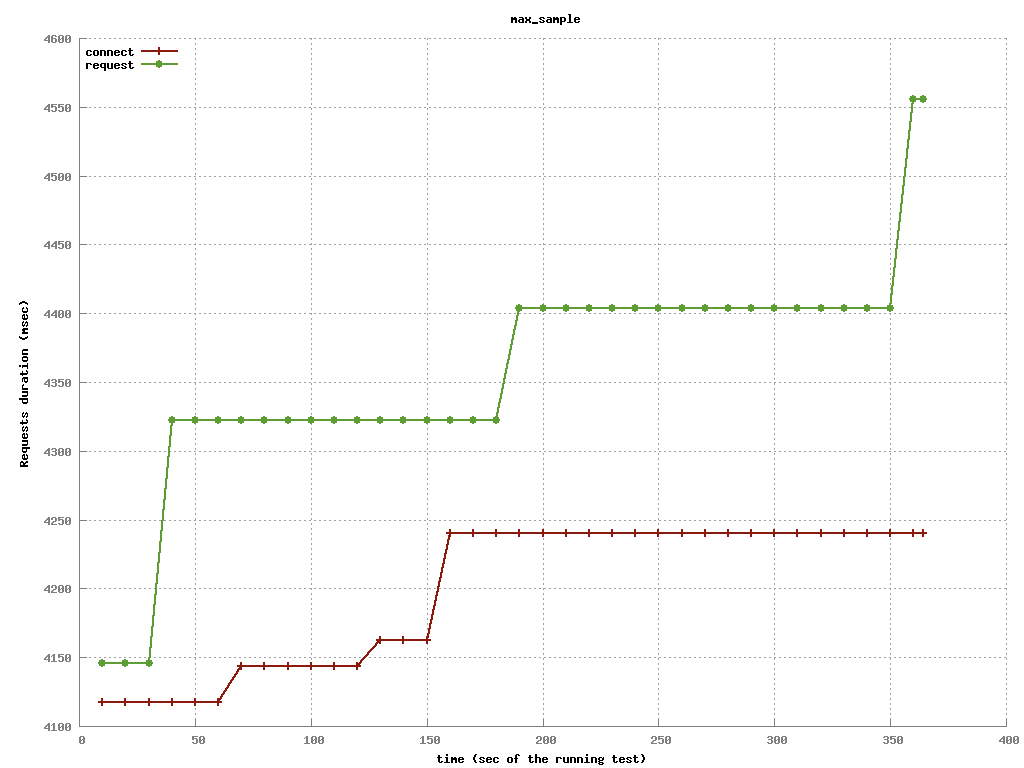 max_sample
4600
4550
4500
4450
4400
4350
4300
4250
4200
4150
4100
connect
request
Requests duration (msec)
0 50 100 150 200 250 300 350 400
time (sec of the running test)